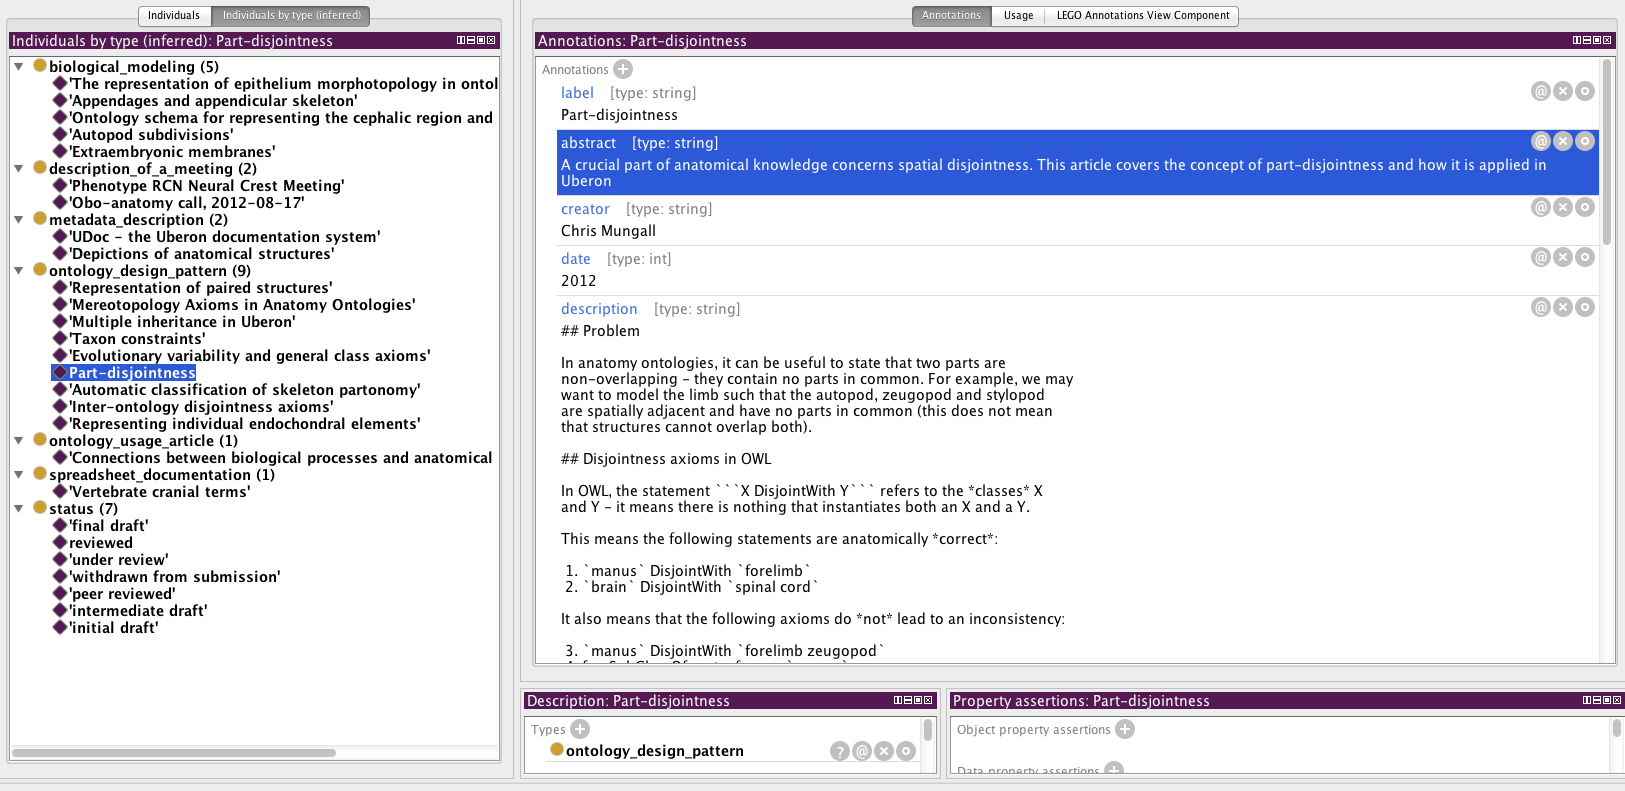 Individuals
Individuals by type (inferred)
Individuals by type (inferred): Part-disjointness
biological_modeling (5)
'The representation of epithelium morphotopology in ontol
'Appendages and appendicular skeleton'
'Ontology schema for representing the cephalic region and
'Autopod subdivisions'
'Extraembryonic membranes'
description_of_a_meeting (2)
'Phenotype RCN Neural Crest Meeting'
'Obo-anatomy call, 2012-08-17'
metadata_description (2)
'UDoc - the Uberon documentation system'
'Depictions of anatomical structures'
ontology_design_pattern (9)
'Representation of paired structures'
'Mereotopology Axioms in Anatomy Ontologies'
'Multiple inheritance in Uberon'
'Taxon constraints'
'Evolutionary variability and general class axioms'
Part-disjointness
'Automatic classification of skeleton partonomy'
'Inter-ontology disjointness axioms'
'Representing individual endochondral elements'
ontology_usage_article (1)
'Connections between biological processes and anatomical
spreadsheet_documentation (1)
'Vertebrate cranial terms'
status (7)
'final draft'
reviewed
'under review'
'withdrawn from submission'
'peer reviewed'
'intermediate draft'
'initial draft'
Annotations
Usage
LEGO Annotations View Component
Annotations: Part-disjointness
Annotations
label [type: string]
Part-disjointness
abstract [type: string]
A crucial part of anatomical knowledge concerns spatial disjointness. This article covers the concept of part-disjointness and how it is applied in
Uberon
creator [type: string]
Chris Mungall
date [type: int]
2012
description [type: string]
## Problem
In anatomy ontologies, it can be useful to state that two parts are
non-overlapping - they contain no parts in common. For example, we may
want to model the limb such that the autopod, zeugopod and stylopod
are spatially adjacent and have no parts in common (this does not mean
that structures cannot overlap both).
## Disjointness axioms in OWL
In OWL, the statement ```X DisjointWith Y``` refers to the *classes* X
and Y - it means there is nothing that instantiates both an X and a Y.
This means the following statements are anatomically *correct*:
1. `manus` DisjointWith `forelimb`
2. `brain` DisjointWith `spinal cord`
It also means that the following axioms do *not* lead to an inconsistency:
3. `manus` DisjointWith `forelimb zeugopod`
Description: Part-disjointness
Types
ontology_design_pattern
Property assertions: Part-disjointness
Object property assertions
Data property assertions